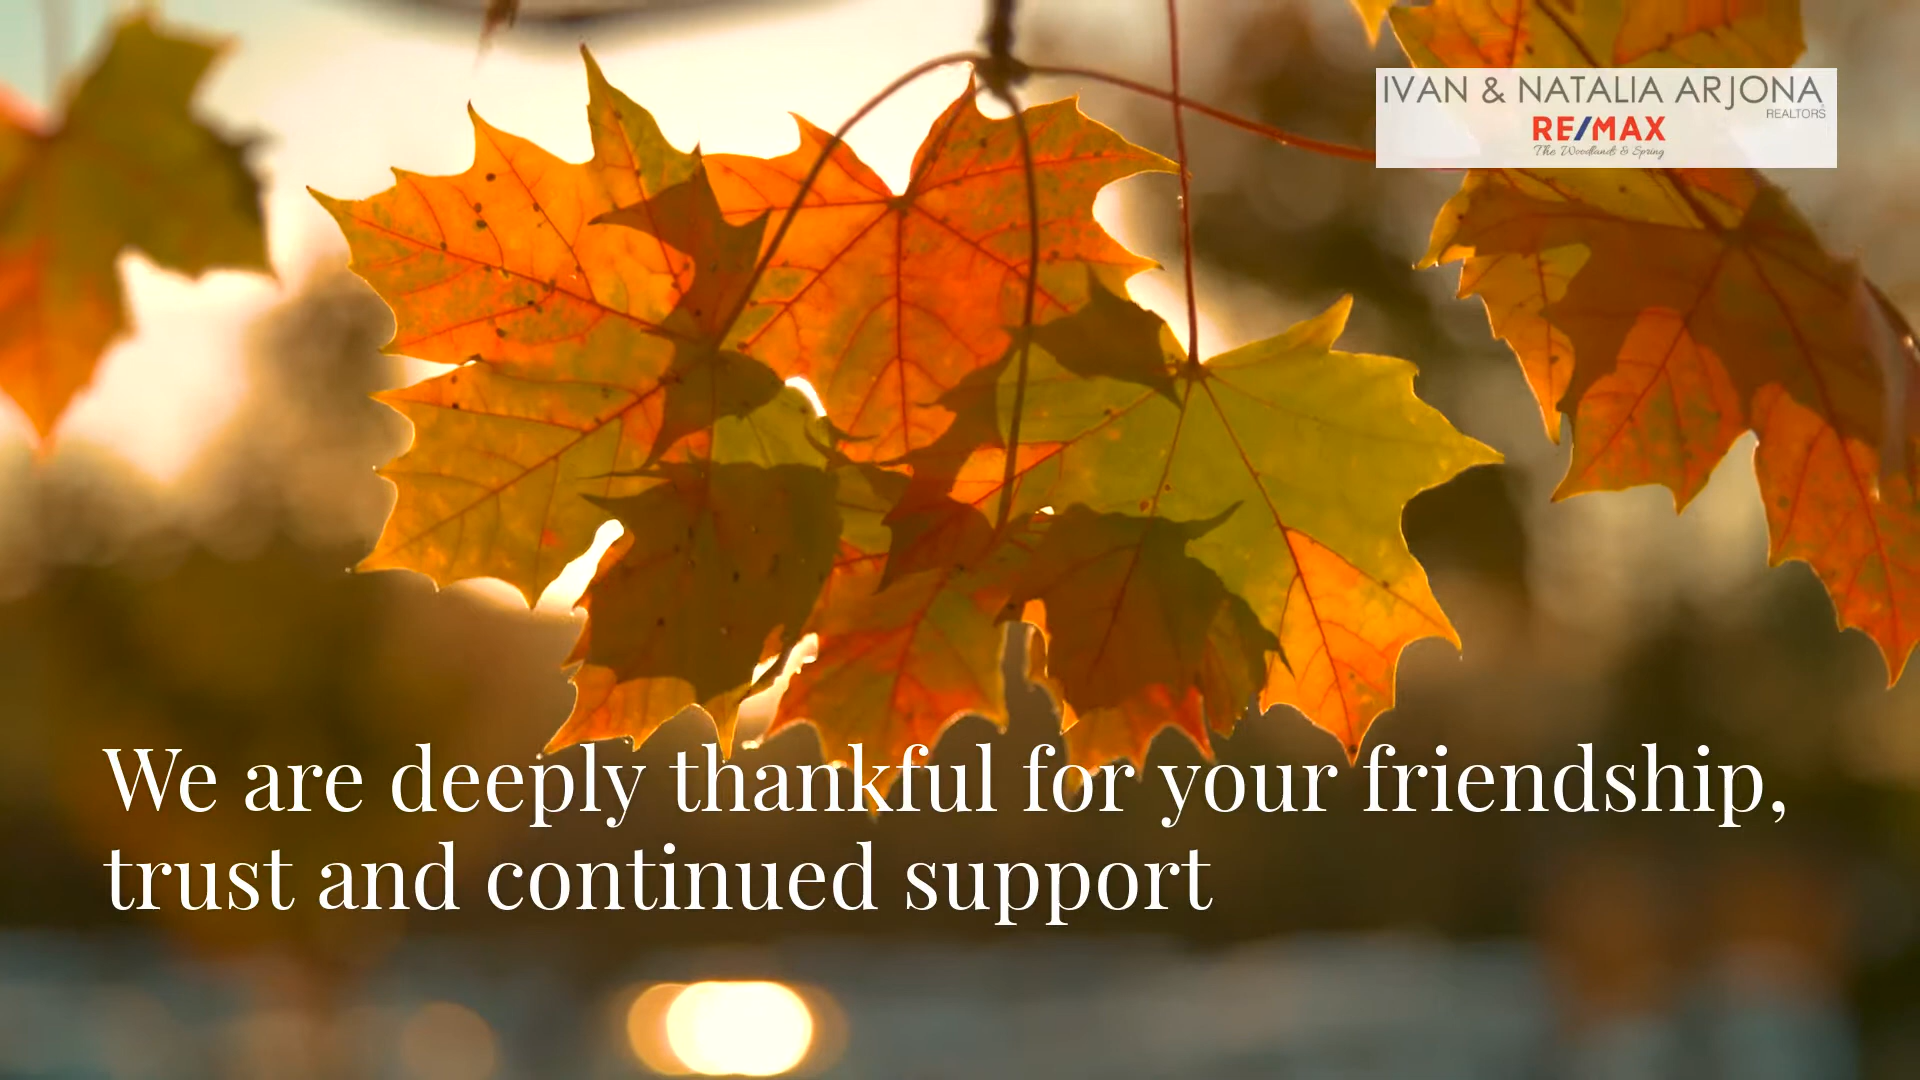 IVAN & NATALIA ARJONA
REALTORS
RE/MAX
The Woodlands & Spring
We are deeply thankful for your friendship,
trust and continued support